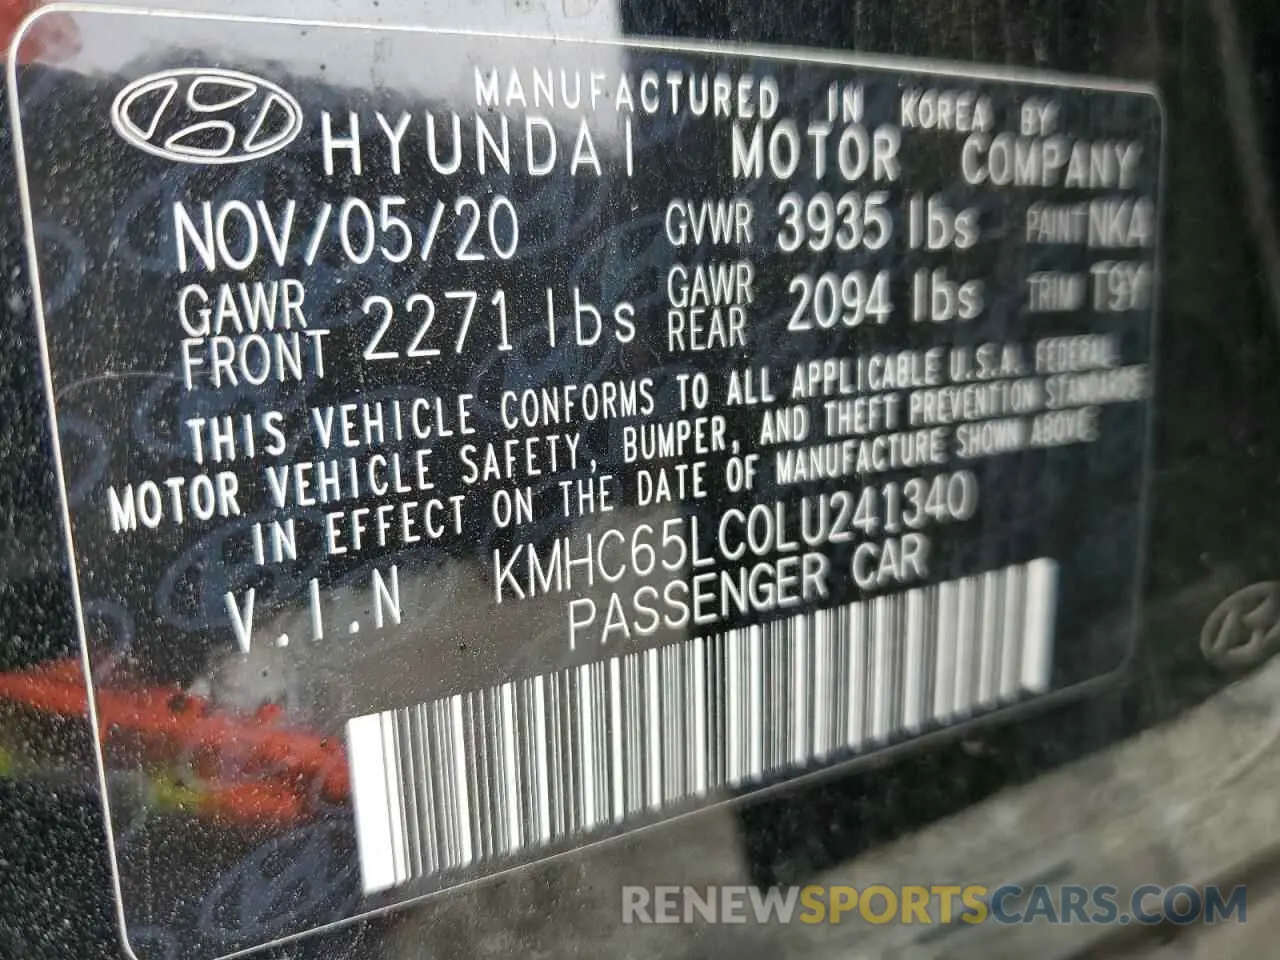 MANUFACTURED IN KOREA BY
HYUNDAI MOTOR COMPANY
NOV/05/20 GVWR 3935 lbs PAINT NKA
GAWR FRONT 2271 lbs GAWR REAR 2094 lbs TRIM T9Y
THIS VEHICLE CONFORMS TO ALL APPLICABLE U.S.A. FEDERAL
MOTOR VEHICLE SAFETY, BUMPER, AND THEFT PREVENTION STANDARDS
IN EFFECT ON THE DATE OF MANUFACTURE SHOWN ABOVE
V.I.N KMHC65LC0LU241340
PASSENGER CAR
RENEWSPORTSCARS.COM